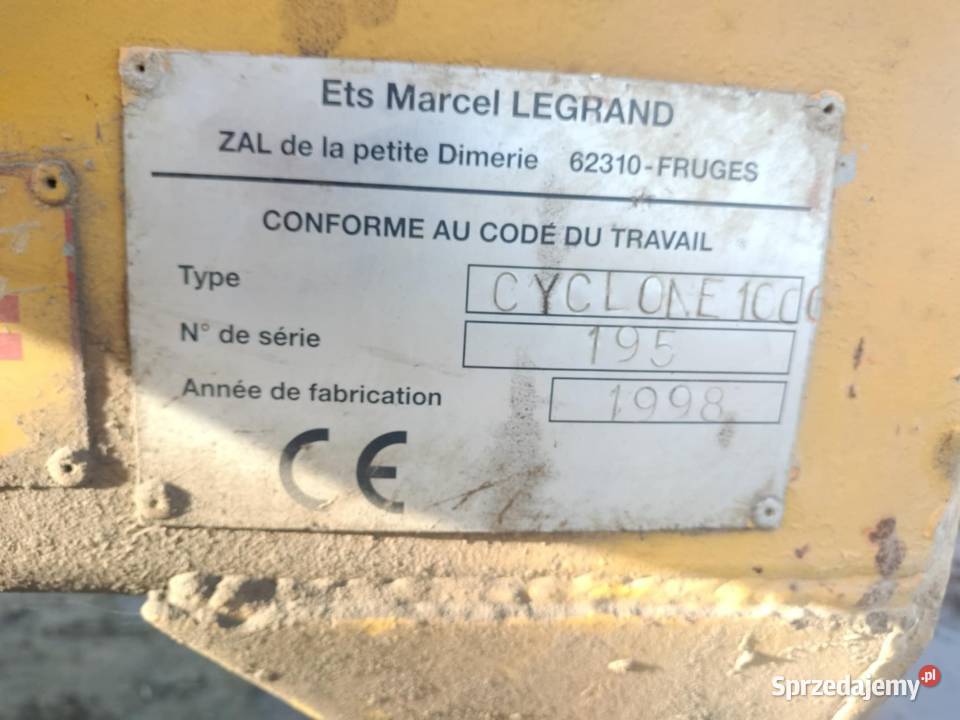 Ets Marcel LEGRAND
ZAL de la petite Dimerie 62310-FRUGES
CONFORME AU CODE DU TRAVAIL
Type CYCLONE 1000
N° de série 195
Année de fabrication 1998
CE
Sprzedajemy.pl